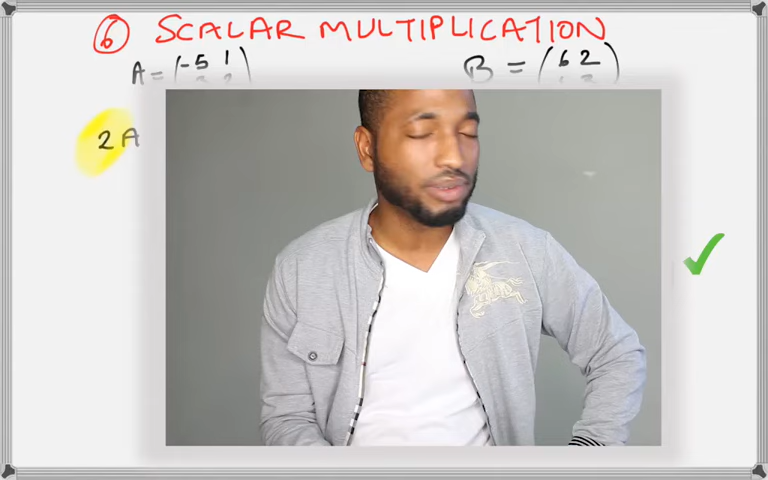 6 SCALAR MULTIPLICATION
A = (-5 1 B = (6 2
2A